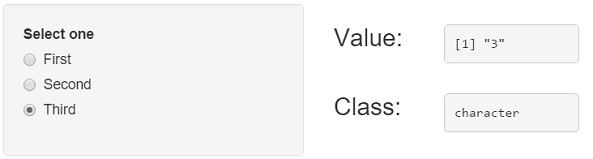 Select one
First
Second
Third
Value:
[1] "3"
Class:
character